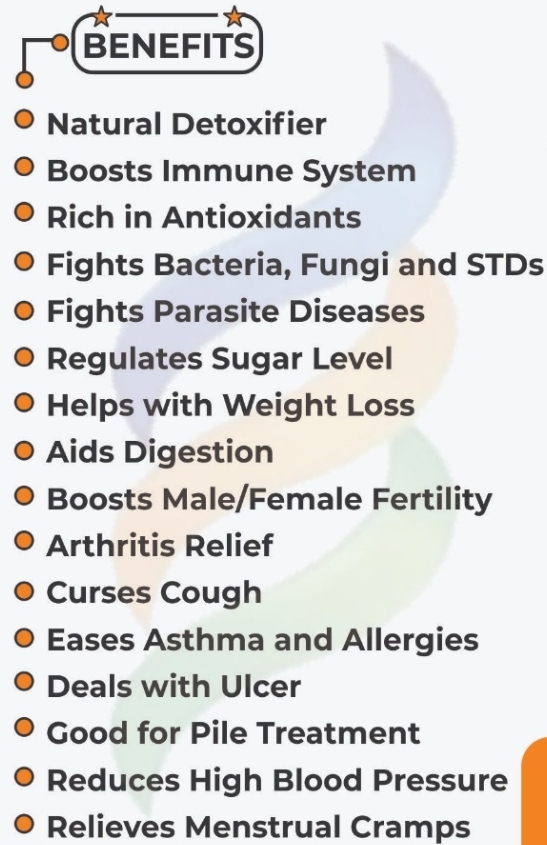 BENEFITS
Natural Detoxifier
Boosts Immune System
Rich in Antioxidants
Fights Bacteria, Fungi and STDs
Fights Parasite Diseases
Regulates Sugar Level
Helps with Weight Loss
Aids Digestion
Boosts Male/Female Fertility
Arthritis Relief
Curses Cough
Eases Asthma and Allergies
Deals with Ulcer
Good for Pile Treatment
Reduces High Blood Pressure
Relieves Menstrual Cramps